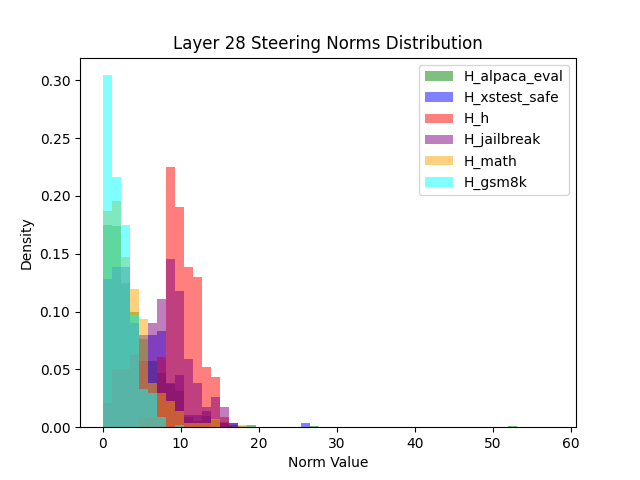 Layer 28 Steering Norms Distribution
H_alpaca_eval
H_xstest_safe
H_h
H_jailbreak
H_math
H_gsm8k
Density
0.30
0.25
0.20
0.15
0.10
0.05
0.00
0 10 20 30 40 50 60
Norm Value